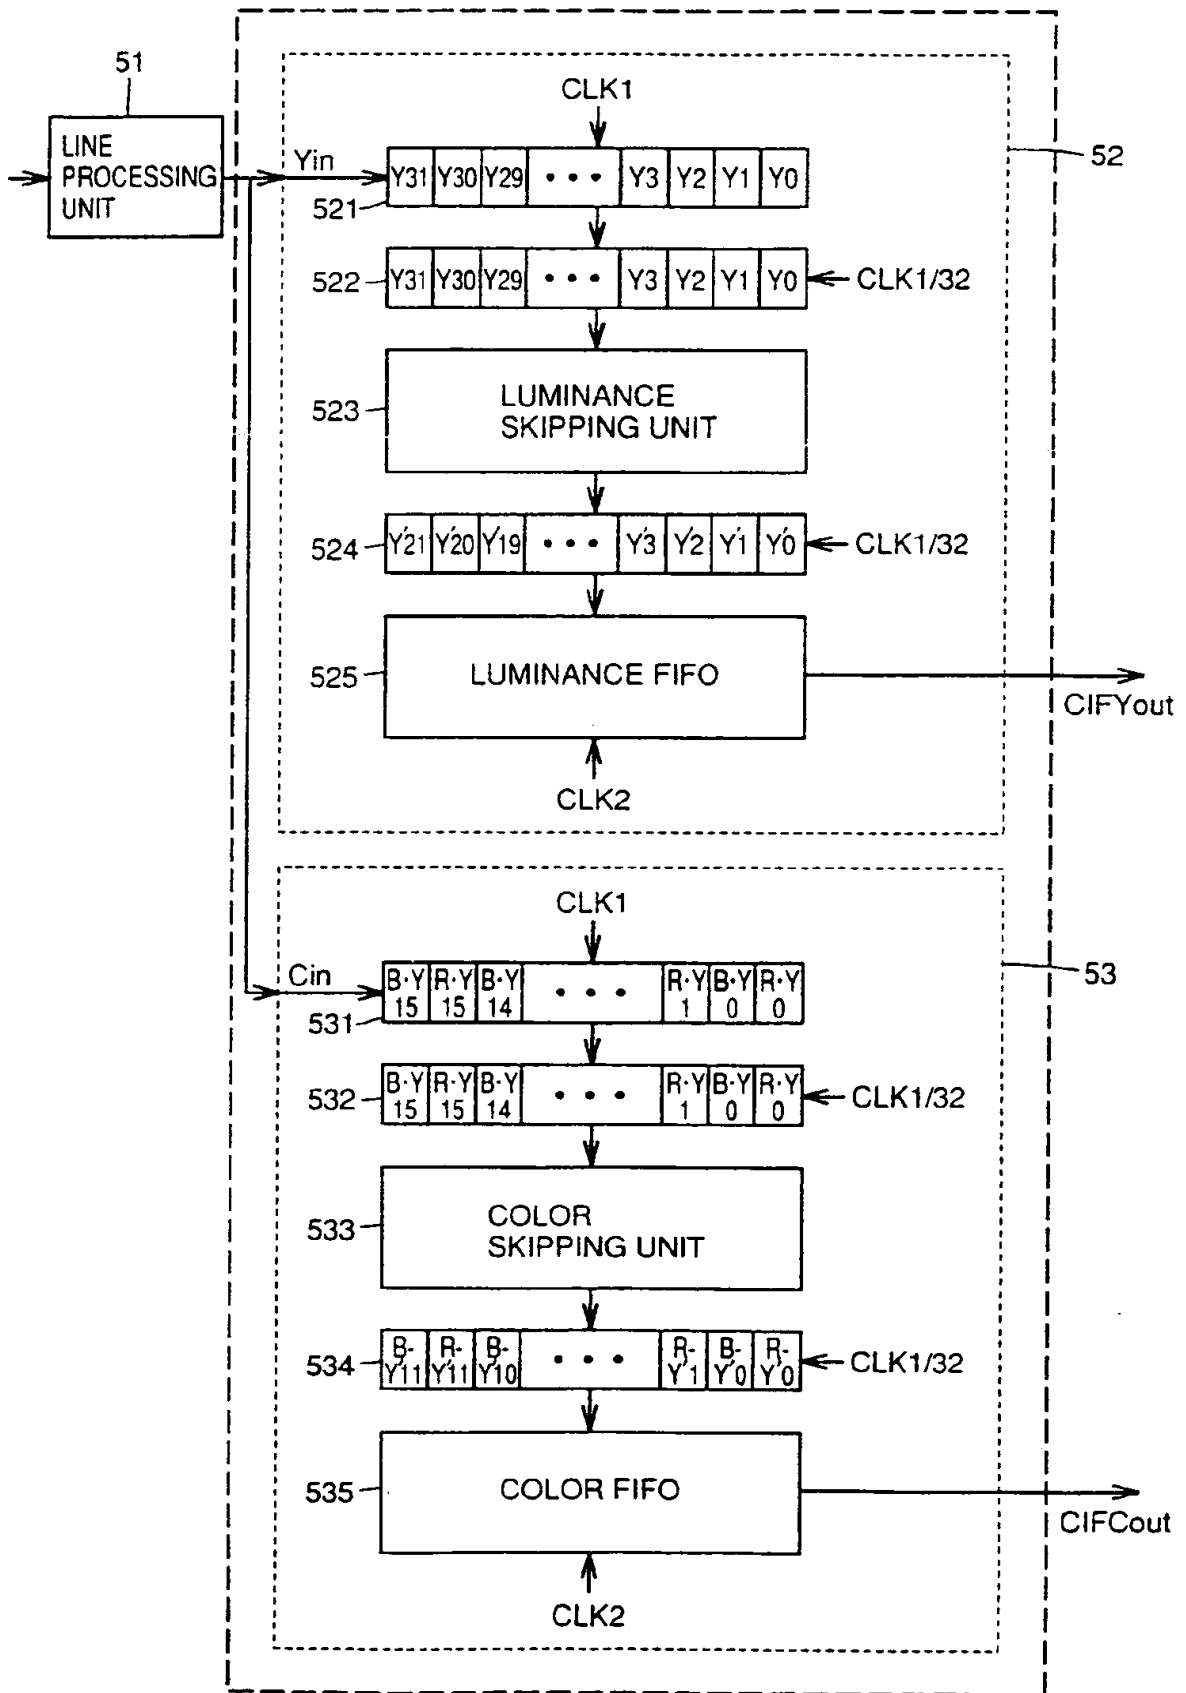 51
LINE
PROCESSING
UNIT
CLK1
52
Yin
Y31 Y30 Y29 • • • Y3 Y2 Y1 Y0
521
522
Y31 Y30 Y29 • • • Y3 Y2 Y1 Y0
CLK1/32
523
LUMINANCE
SKIPPING UNIT
524
Y'21 Y'20 Y'19 • • • Y'3 Y'2 Y'1 Y'0
CLK1/32
525
LUMINANCE FIFO
CIFYout
CLK2
CLK1
53
Cin
B·Y R·Y B·Y • • • R·Y B·Y R·Y
15 15 14 1 0 0
531
532
B·Y R·Y B·Y • • • R·Y B·Y R·Y
15 15 14 1 0 0
CLK1/32
533
COLOR
SKIPPING UNIT
534
B- R- B- • • • R- B- R-
Y'11 Y'11 Y'10 Y'1 Y'0 Y'0
CLK1/32
535
COLOR FIFO
CIFCout
CLK2